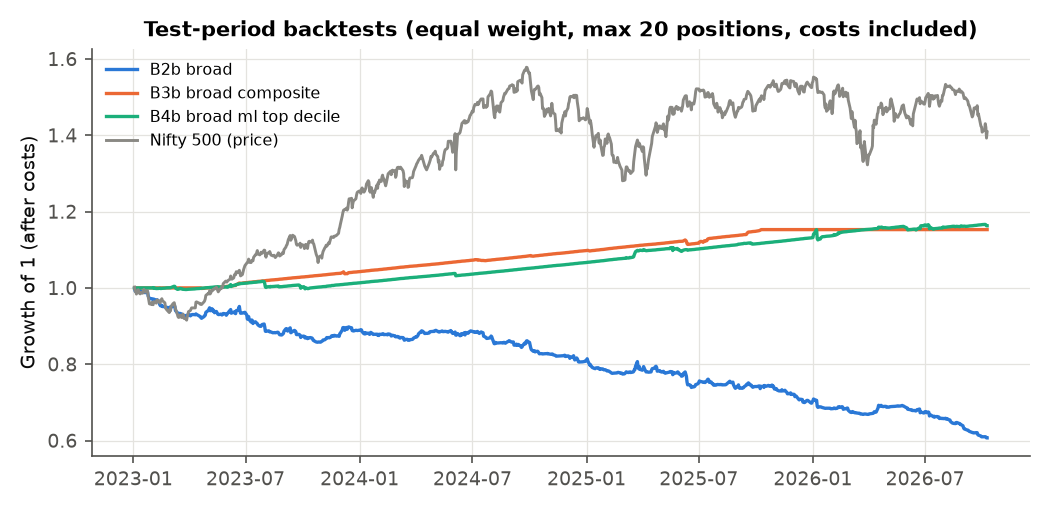 Test-period backtests (equal weight, max 20 positions, costs included)
Growth of 1 (after costs)
1.6
1.4
1.2
1.0
0.8
0.6
B2b broad
B3b broad composite
B4b broad ml top decile
Nifty 500 (price)
2023-01 2023-07 2024-01 2024-07 2025-01 2025-07 2026-01 2026-07